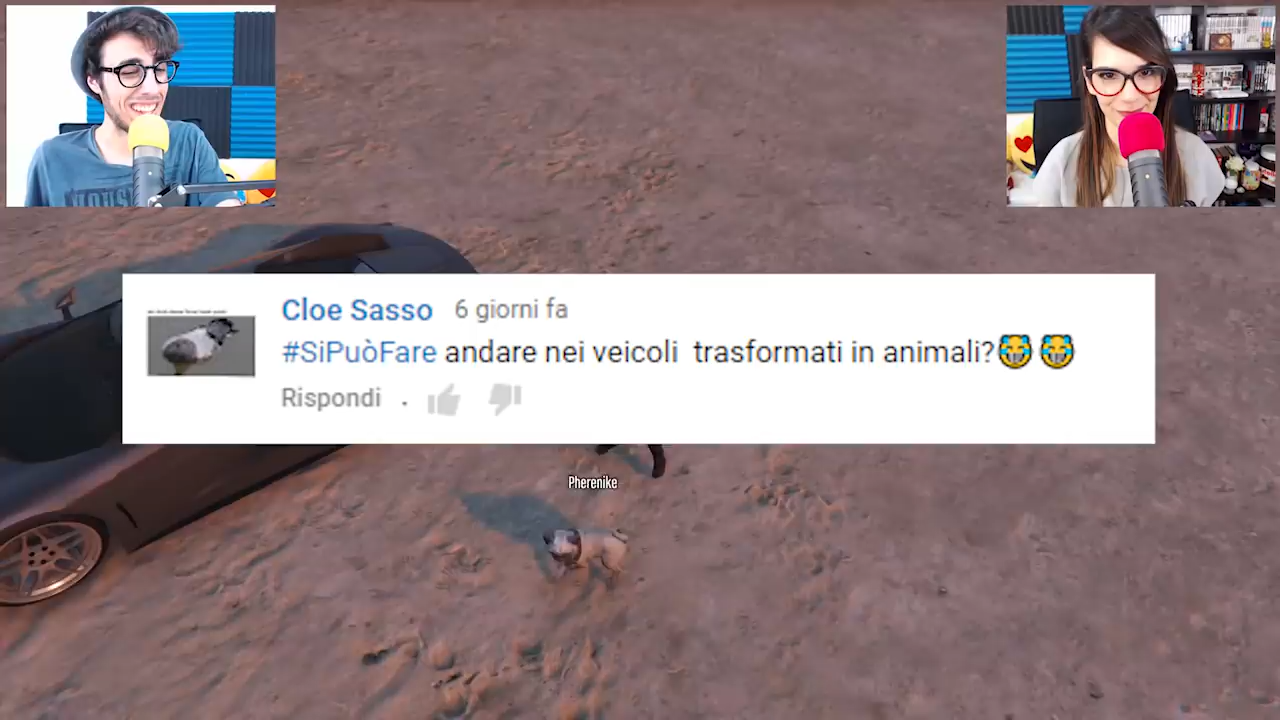 Cloe Sasso 6 giorni fa
#SiPuòFare andare nei veicoli trasformati in animali?😂😂
Rispondi .
Pherenike